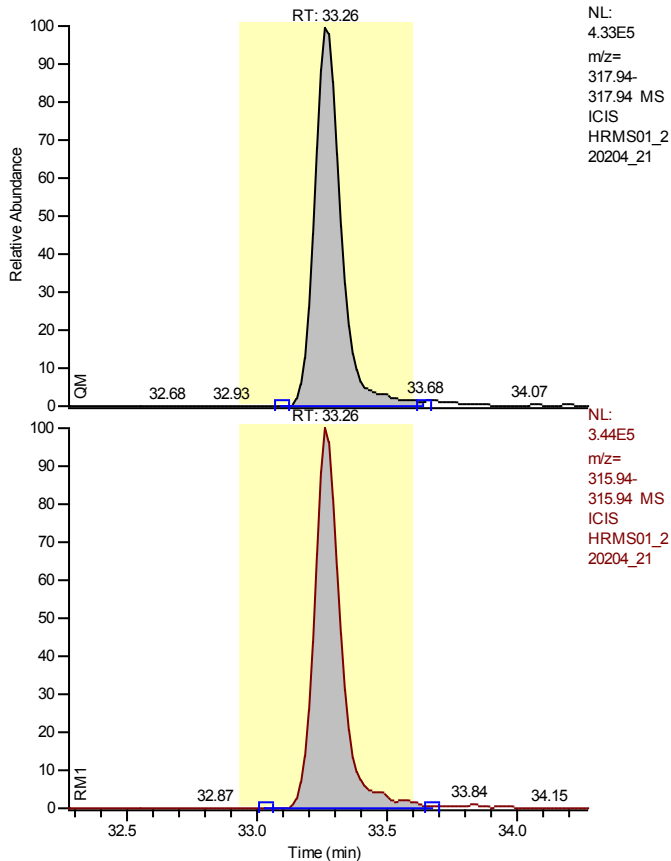 RT: 33.26
NL:
4.33E5
m/z=
317.94-
317.94 MS
ICIS
HRMS01_2
20204_21
100
90
80
70
60
50
40
30
20
10
0
Relative Abundance
QM
32.68
32.93
33.68
34.07
RT: 33.26
NL:
3.44E5
m/z=
315.94-
315.94 MS
ICIS
HRMS01_2
20204_21
100
90
80
70
60
50
40
30
20
10
0
RM1
32.87
33.84
34.15
32.5
33.0
33.5
34.0
Time (min)